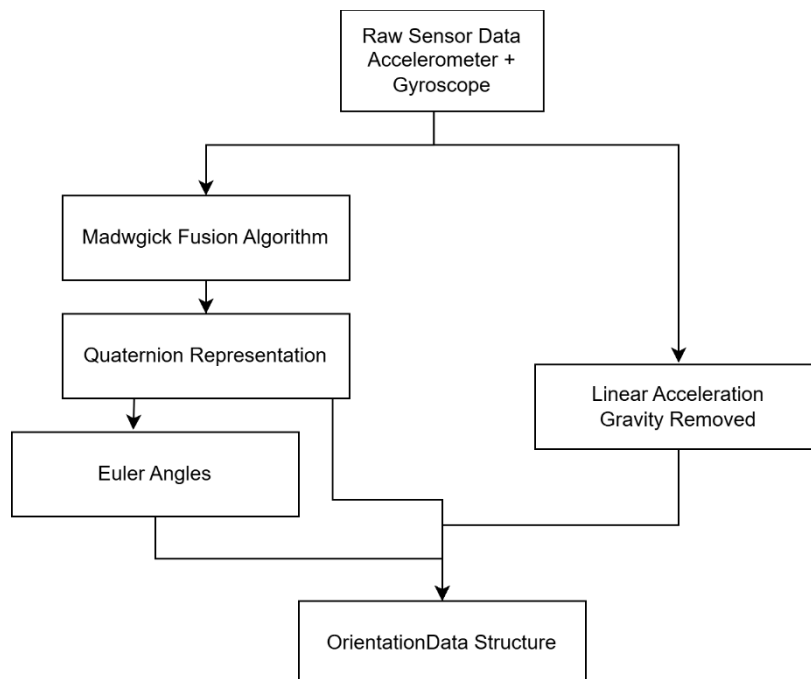 Raw Sensor Data
Accelerometer +
Gyroscope
Madwgick Fusion Algorithm
Quaternion Representation
Linear Acceleration
Gravity Removed
Euler Angles
OrientationData Structure